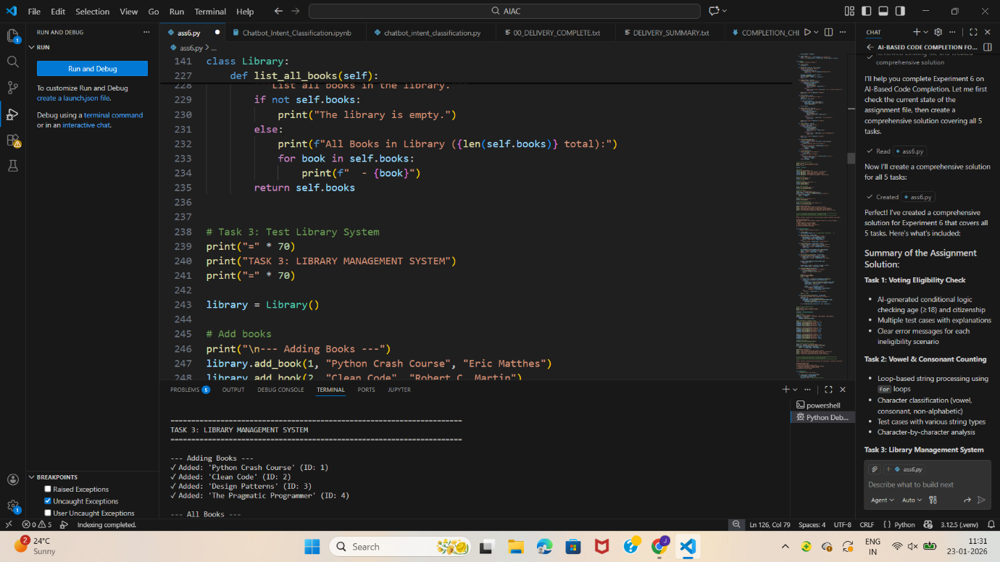 File Edit Selection View Go Run Terminal Help
AIAC
RUN AND DEBUG
RUN
Run and Debug
To customize Run and Debug
create a launch.json file.
Debug using a terminal command
or in an interactive chat.
BREAKPOINTS
Raised Exceptions
Uncaught Exceptions
User Uncaught Exceptions
ass6.py
Chatbot_Intent_Classification.ipynb
chatbot_intent_classification.py
00_DELIVERY_COMPLETE.txt
DELIVERY_SUMMARY.txt
COMPLETION_CHE
ass6.py > ...
141 class Library:
227 def list_all_books(self):
228 """List all books in the library."""
229 if not self.books:
230 print("The library is empty.")
231 else:
232 print(f"All Books in Library ({len(self.books)} total):")
233 for book in self.books:
234 print(f"  - {book}")
235 return self.books
236
237
238 # Task 3: Test Library System
239 print("=" * 70)
240 print("TASK 3: LIBRARY MANAGEMENT SYSTEM")
241 print("=" * 70)
242
243 library = Library()
244
245 # Add books
246 print("\n--- Adding Books ---")
247 library.add_book(1, "Python Crash Course", "Eric Matthes")
248 library.add_book(2, "Clean Code", "Robert C. Martin")
PROBLEMS 5 OUTPUT DEBUG CONSOLE TERMINAL PORTS JUPYTER
======================================================================
TASK 3: LIBRARY MANAGEMENT SYSTEM
======================================================================
--- Adding Books ---
✓ Added: 'Python Crash Course' (ID: 1)
✓ Added: 'Clean Code' (ID: 2)
✓ Added: 'Design Patterns' (ID: 3)
✓ Added: 'The Pragmatic Programmer' (ID: 4)
--- All Books ---
powershell
Python Deb...
CHAT
AI-BASED CODE COMPLETION FO...
Reviewed existing file and created
comprehensive solution
I'll help you complete Experiment 6 on
AI-Based Code Completion. Let me first
check the current state of the
assignment file, then create a
comprehensive solution covering all 5
tasks.
Read ass6.py
Now I'll create a comprehensive solution
for all 5 tasks:
Created ass6.py
Perfect! I've created a comprehensive
solution for Experiment 6 that covers all
5 tasks. Here's what's included:
Summary of the Assignment
Solution:
Task 1: Voting Eligibility Check
• AI-generated conditional logic
checking age (≥18) and citizenship
• Multiple test cases with explanations
• Clear error messages for each
ineligibility scenario
Task 2: Vowel & Consonant Counting
• Loop-based string processing using
for loops
• Character classification (vowel,
consonant, non-alphabetic)
• Test cases with various string types
• Character-by-character analysis
Task 3: Library Management System
+ ass6.py
Describe what to build next
Agent Auto
0 5 Indexing completed.
Ln 126, Col 79 Spaces: 4 UTF-8 CRLF { } Python 3.12.5 (.venv)
2
24°C
Sunny
Search
ENG
IN
11:31
23-01-2026